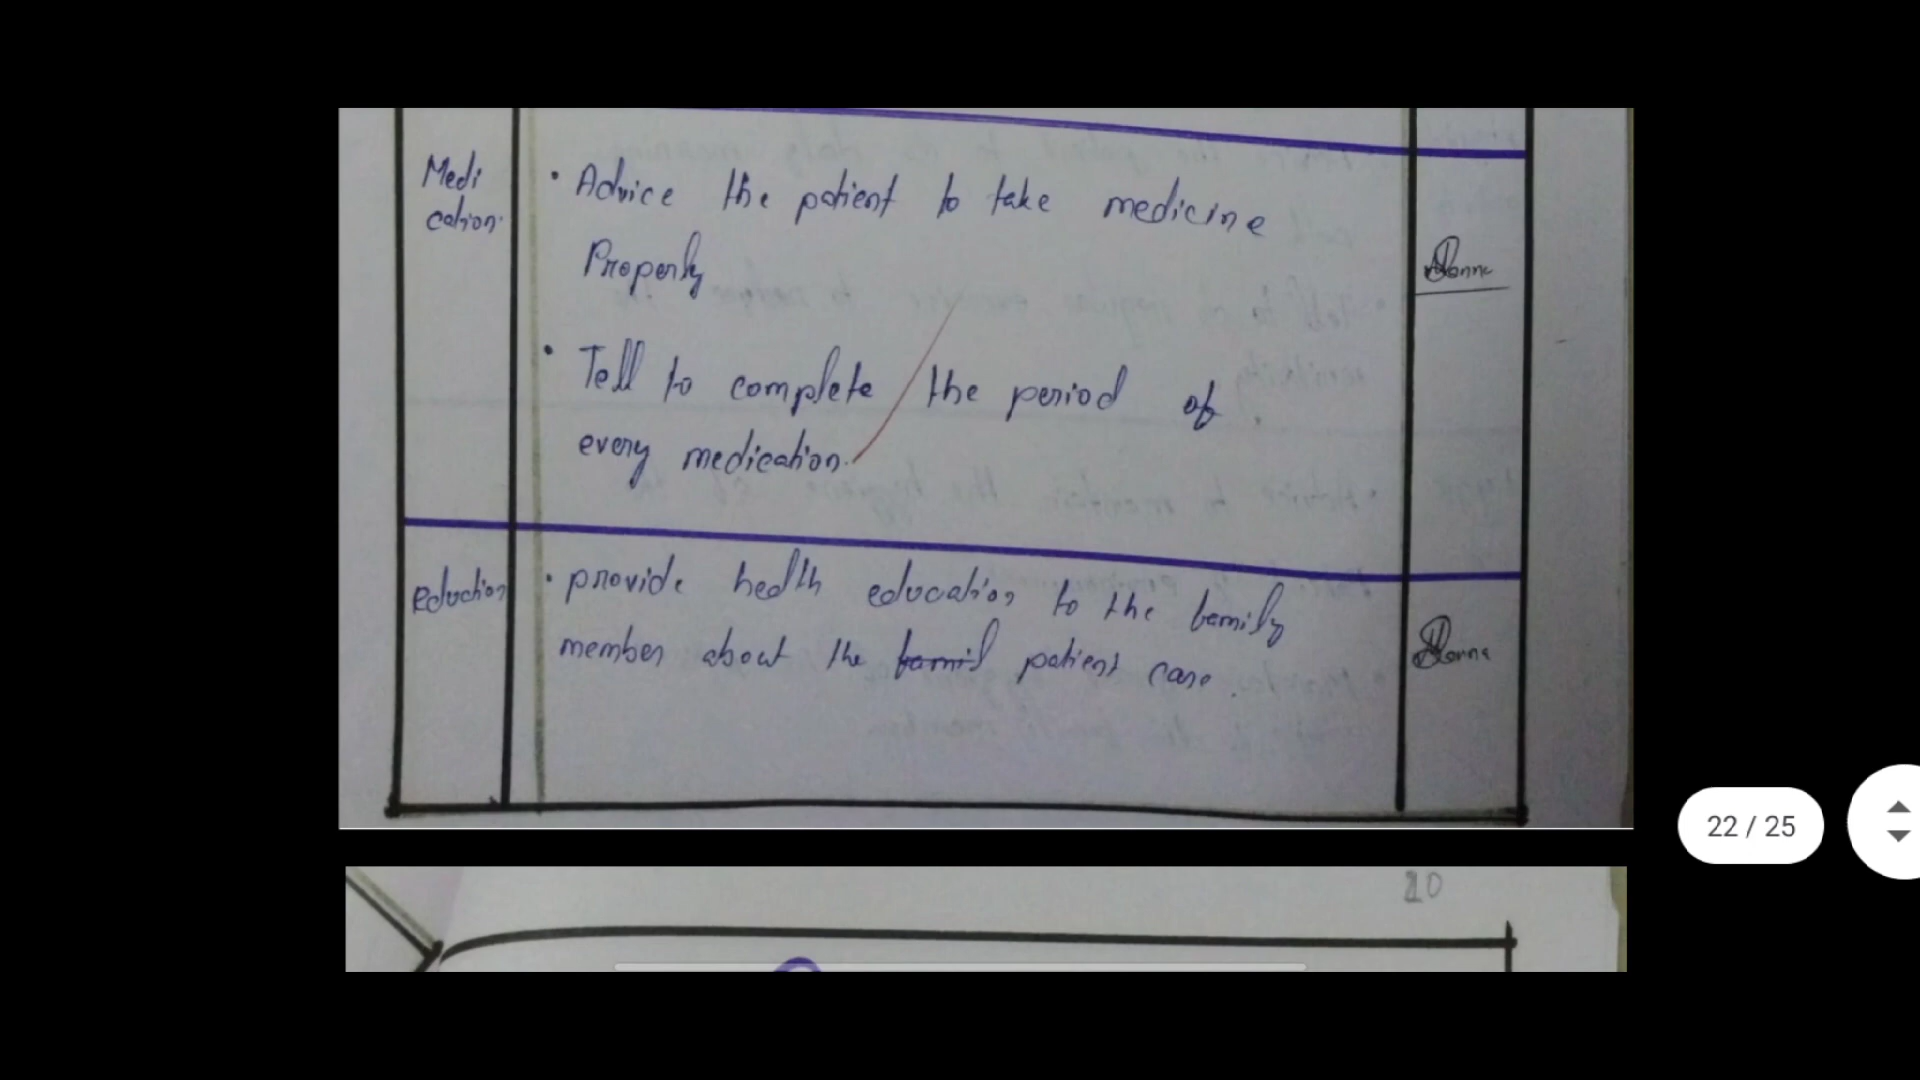 Medi
cation.
• Advice the patient to take medicine
Properly
• Tell to complete the period of
every medication.
Education
• provide health education to the family
member about the famil patient care.
22 / 25
20